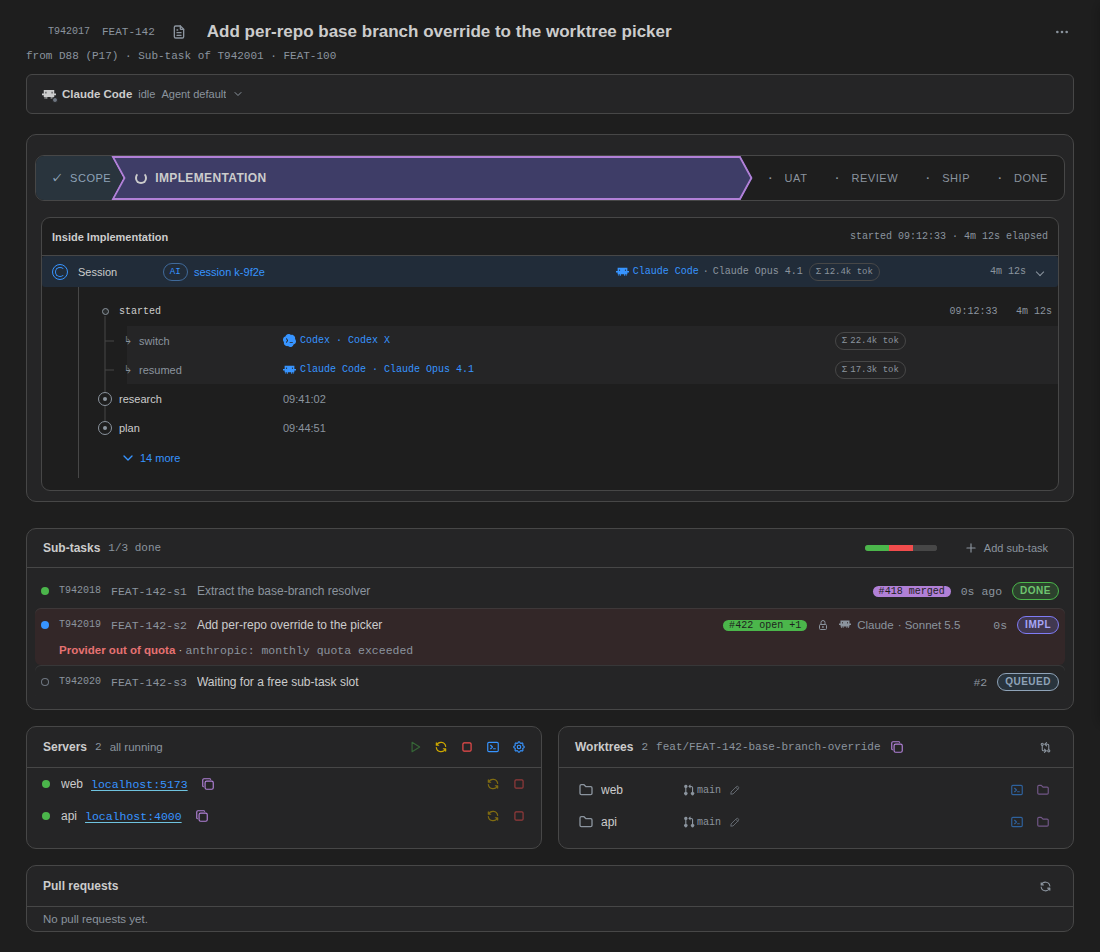 T942017 FEAT-142 Add per-repo base branch override to the worktree picker
from D88 (P17) · Sub-task of T942001 · FEAT-100
Claude Code idle Agent default
SCOPE IMPLEMENTATION · UAT · REVIEW · SHIP · DONE
Inside Implementation started 09:12:33 · 4m 12s elapsed
Session AI session k-9f2e Claude Code · Claude Opus 4.1 Σ 12.4k tok 4m 12s
started 09:12:33 4m 12s
↳ switch Codex · Codex X Σ 22.4k tok
↳ resumed Claude Code · Claude Opus 4.1 Σ 17.3k tok
research 09:41:02
plan 09:44:51
14 more
Sub-tasks 1/3 done Add sub-task
T942018 FEAT-142-s1 Extract the base-branch resolver #418 merged 0s ago DONE
T942019 FEAT-142-s2 Add per-repo override to the picker #422 open +1 Claude · Sonnet 5.5 0s IMPL
Provider out of quota · anthropic: monthly quota exceeded
T942020 FEAT-142-s3 Waiting for a free sub-task slot #2 QUEUED
Servers 2 all running
web localhost:5173
api localhost:4000
Worktrees 2 feat/FEAT-142-base-branch-override
web main
api main
Pull requests
No pull requests yet.